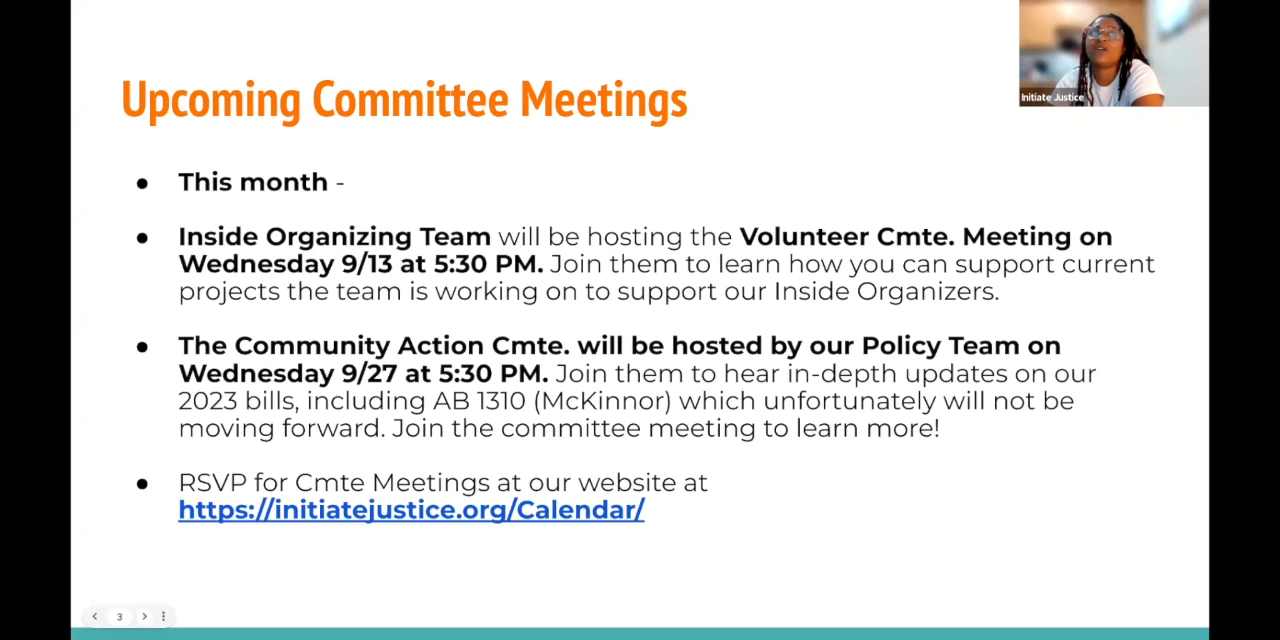 Initiate Justice
Upcoming Committee Meetings
● This month -
● Inside Organizing Team will be hosting the Volunteer Cmte. Meeting on
Wednesday 9/13 at 5:30 PM. Join them to learn how you can support current
projects the team is working on to support our Inside Organizers.
● The Community Action Cmte. will be hosted by our Policy Team on
Wednesday 9/27 at 5:30 PM. Join them to hear in-depth updates on our
2023 bills, including AB 1310 (McKinnor) which unfortunately will not be
moving forward. Join the committee meeting to learn more!
● RSVP for Cmte Meetings at our website at
https://initiatejustice.org/Calendar/
3